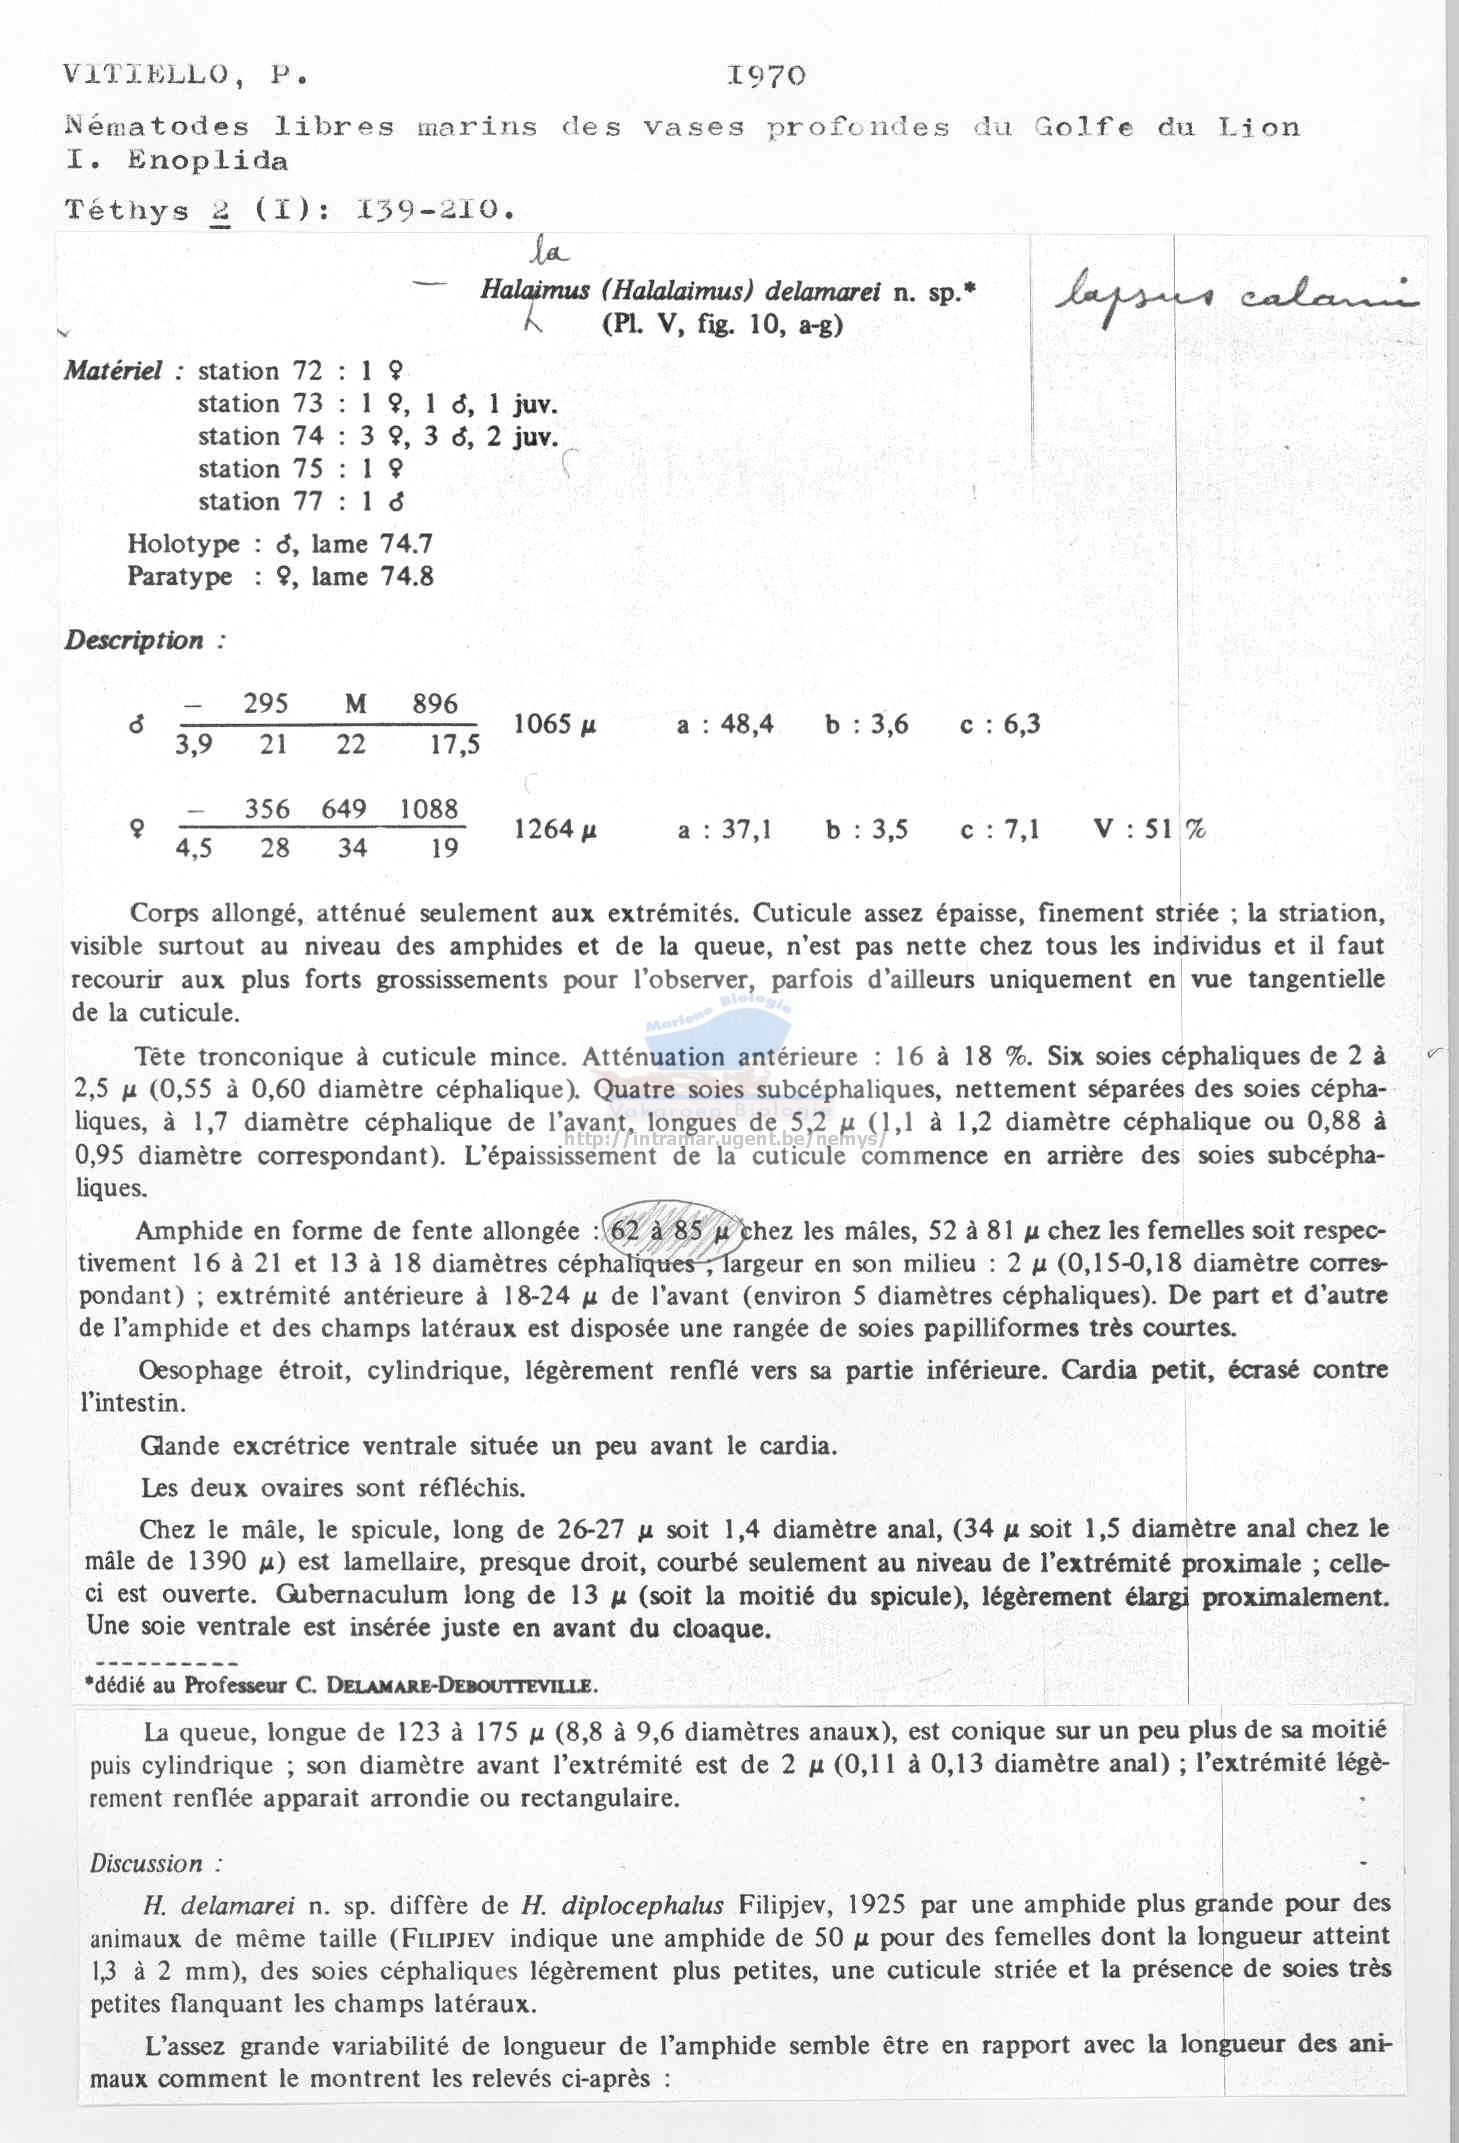 VITIELLO, P. 1970
Nématodes libres marins des vases profondes du Golfe du Lion
I. Enoplida
Téthys 2 (I): 139-210.
la
— Halaimus (Halalaimus) delamarei n. sp.* lapsus calami
(Pl. V, fig. 10, a-g)
Matériel : station 72 : 1 ♀
station 73 : 1 ♀, 1 ♂, 1 juv.
station 74 : 3 ♀, 3 ♂, 2 juv.
station 75 : 1 ♀
station 77 : 1 ♂
Holotype : ♂, lame 74.7
Paratype : ♀, lame 74.8
Description :
— 295 M 896
♂ 1065 µ a : 48,4 b : 3,6 c : 6,3
3,9 21 22 17,5
— 356 649 1088
♀ 1264 µ a : 37,1 b : 3,5 c : 7,1 V : 51 %
4,5 28 34 19
Corps allongé, atténué seulement aux extrémités. Cuticule assez épaisse, finement striée ; la striation,
visible surtout au niveau des amphides et de la queue, n'est pas nette chez tous les individus et il faut
recourir aux plus forts grossissements pour l'observer, parfois d'ailleurs uniquement en vue tangentielle
de la cuticule.
Mariene Biologie
Tête tronconique à cuticule mince. Atténuation antérieure : 16 à 18 %. Six soies céphaliques de 2 à
2,5 µ (0,55 à 0,60 diamètre céphalique). Quatre soies subcéphaliques, nettement séparées des soies cépha-
Vakgroep Biologie
liques, à 1,7 diamètre céphalique de l'avant, longues de 5,2 µ (1,1 à 1,2 diamètre céphalique ou 0,88 à
http://intramar.ugent.be/nemys/
0,95 diamètre correspondant). L'épaississement de la cuticule commence en arrière des soies subcépha-
liques.
Amphide en forme de fente allongée : 62 à 85 µ chez les mâles, 52 à 81 µ chez les femelles soit respec-
tivement 16 à 21 et 13 à 18 diamètres céphaliques ; largeur en son milieu : 2 µ (0,15-0,18 diamètre corres-
pondant) ; extrémité antérieure à 18-24 µ de l'avant (environ 5 diamètres céphaliques). De part et d'autre
de l'amphide et des champs latéraux est disposée une rangée de soies papilliformes très courtes.
Oesophage étroit, cylindrique, légèrement renflé vers sa partie inférieure. Cardia petit, écrasé contre
l'intestin.
Glande excrétrice ventrale située un peu avant le cardia.
Les deux ovaires sont réfléchis.
Chez le mâle, le spicule, long de 26-27 µ soit 1,4 diamètre anal, (34 µ soit 1,5 diamètre anal chez le
mâle de 1390 µ) est lamellaire, presque droit, courbé seulement au niveau de l'extrémité proximale ; celle-
ci est ouverte. Gubernaculum long de 13 µ (soit la moitié du spicule), légèrement élargi proximalement.
Une soie ventrale est insérée juste en avant du cloaque.
----------
*dédié au Professeur C. DELAMARE-DEBOUTTEVILLE.
La queue, longue de 123 à 175 µ (8,8 à 9,6 diamètres anaux), est conique sur un peu plus de sa moitié
puis cylindrique ; son diamètre avant l'extrémité est de 2 µ (0,11 à 0,13 diamètre anal) ; l'extrémité légè-
rement renflée apparait arrondie ou rectangulaire.
Discussion :
H. delamarei n. sp. diffère de H. diplocephalus Filipjev, 1925 par une amphide plus grande pour des
animaux de même taille (FILIPJEV indique une amphide de 50 µ pour des femelles dont la longueur atteint
1,3 à 2 mm), des soies céphaliques légèrement plus petites, une cuticule striée et la présence de soies très
petites flanquant les champs latéraux.
L'assez grande variabilité de longueur de l'amphide semble être en rapport avec la longueur des ani-
maux comment le montrent les relevés ci-après :